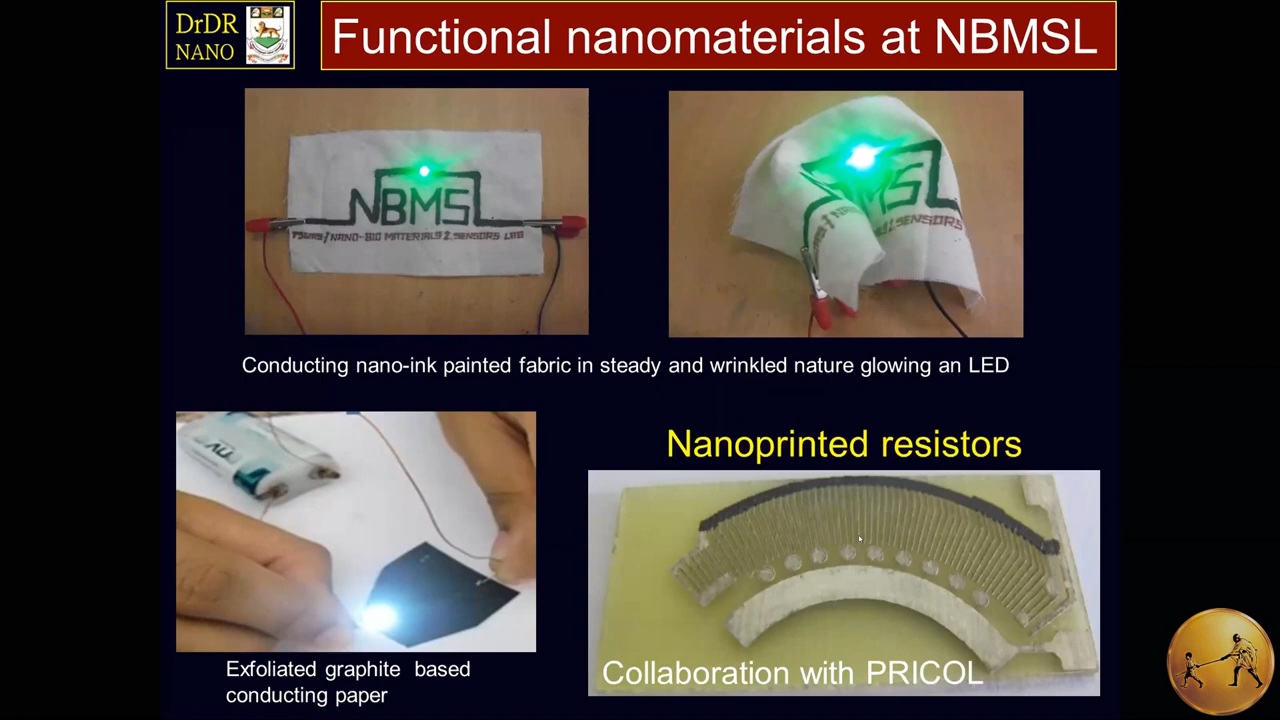 DrDR
NANO
Functional nanomaterials at NBMSL
NBMSL
NANO-BIO MATERIALS & SENSORS LAB
SENSORS
Conducting nano-ink painted fabric in steady and wrinkled nature glowing an LED
Nanoprinted resistors
Exfoliated graphite based
conducting paper
Collaboration with PRICOL